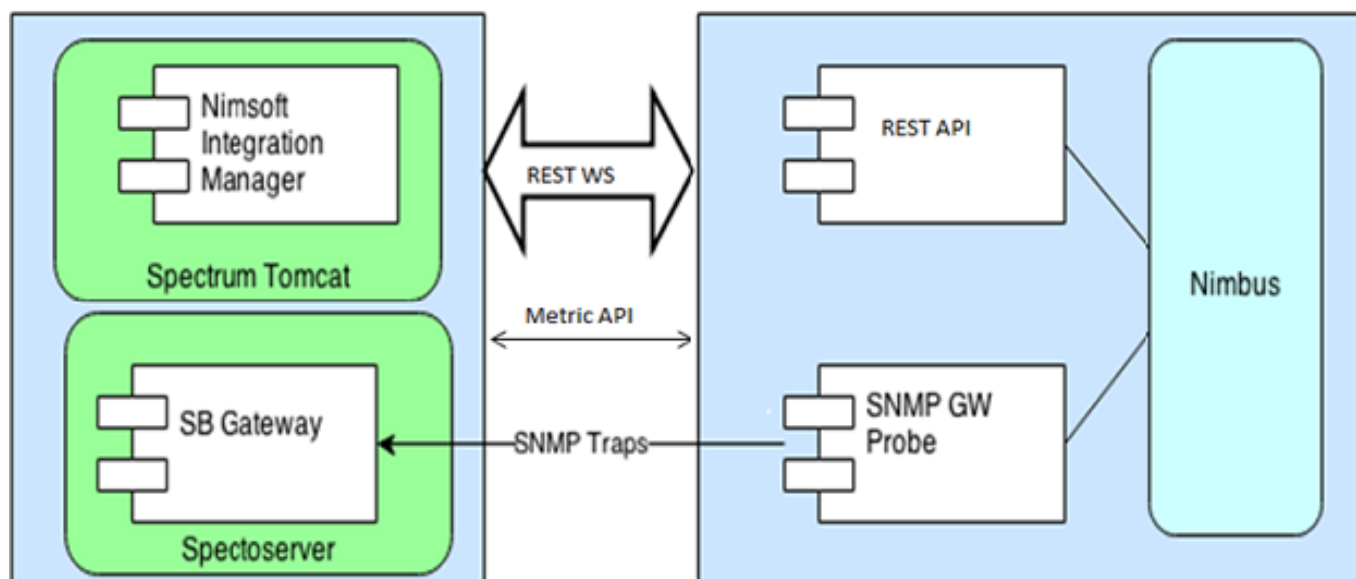 Nimsoft
Integration
Manager
Spectrum Tomcat
SB Gateway
Spectoserver
REST WS
Metric API
SNMP Traps
REST API
SNMP GW
Probe
Nimbus